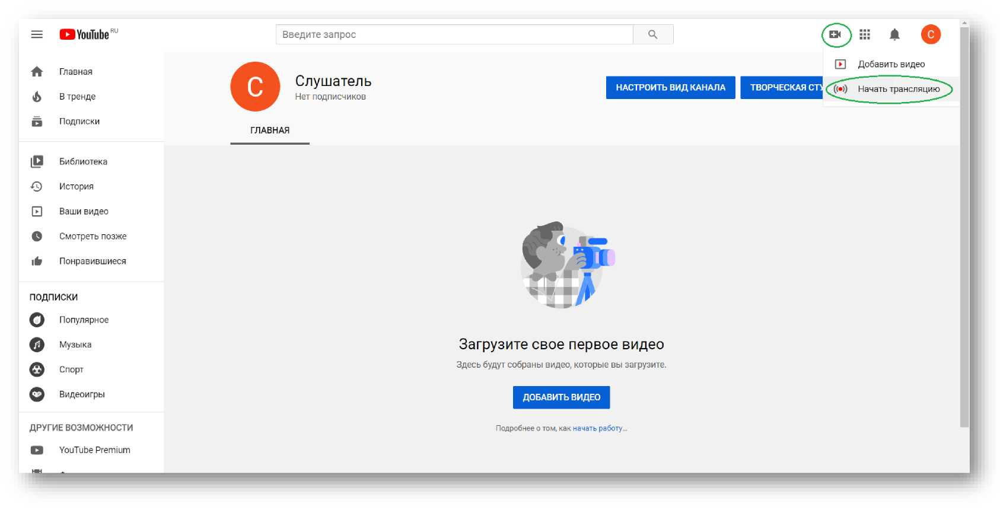 YouTube RU
Введите запрос
С
Добавить видео
Начать трансляцию
Главная
В тренде
Подписки
Библиотека
История
Ваши видео
Смотреть позже
Понравившиеся
ПОДПИСКИ
Популярное
Музыка
Спорт
Видеоигры
ДРУГИЕ ВОЗМОЖНОСТИ
YouTube Premium
С
Слушатель
Нет подписчиков
НАСТРОИТЬ ВИД КАНАЛА
ТВОРЧЕСКАЯ СТУ
ГЛАВНАЯ
Загрузите свое первое видео
Здесь будут собраны видео, которые вы загрузите.
ДОБАВИТЬ ВИДЕО
Подробнее о том, как начать работу…